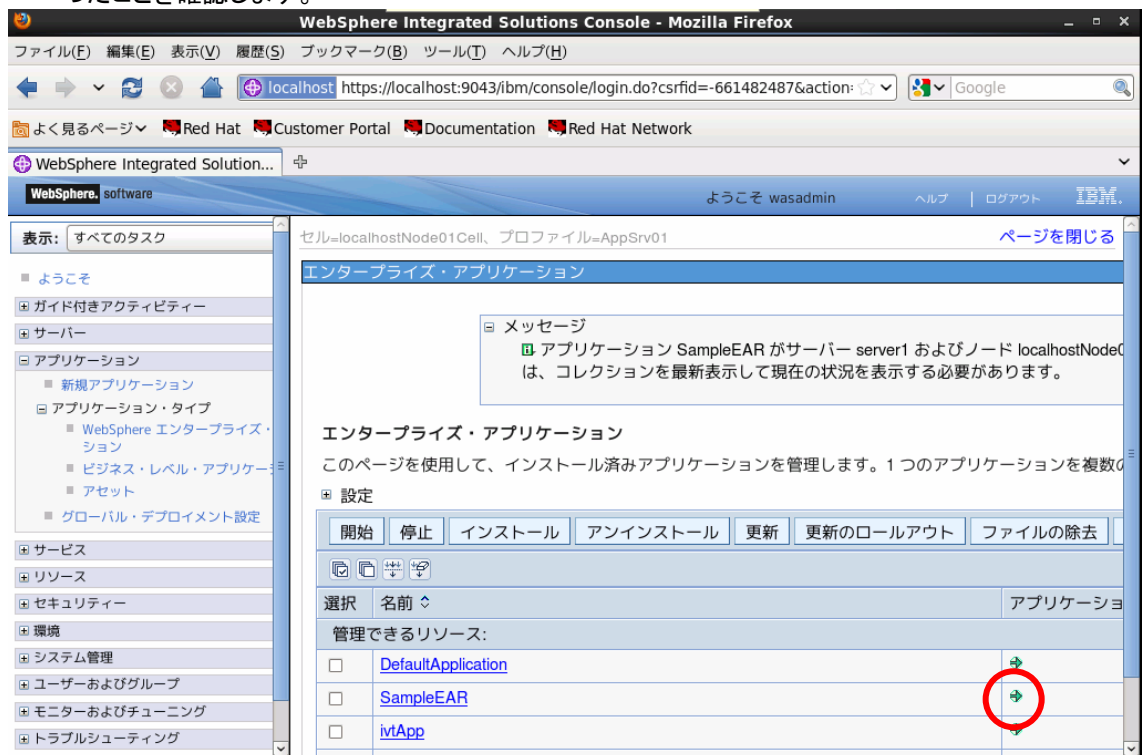 ったことを確認します。
WebSphere Integrated Solutions Console - Mozilla Firefox
ファイル(F) 編集(E) 表示(V) 履歴(S) ブックマーク(B) ツール(T) ヘルプ(H)
localhost https://localhost:9043/ibm/console/login.do?csrfid=-661482487&action= Google
よく見るページ Red Hat Customer Portal Documentation Red Hat Network
WebSphere Integrated Solution...
WebSphere. software ようこそ wasadmin ヘルプ | ログアウト IBM.
表示: すべてのタスク
ようこそ
ガイド付きアクティビティー
サーバー
アプリケーション
新規アプリケーション
アプリケーション・タイプ
WebSphere エンタープライズ・
ション
ビジネス・レベル・アプリケー
アセット
グローバル・デプロイメント設定
サービス
リソース
セキュリティー
環境
システム管理
ユーザーおよびグループ
モニターおよびチューニング
トラブルシューティング
セル=localhostNode01Cell、プロファイル=AppSrv01 ページを閉じる
エンタープライズ・アプリケーション
メッセージ
アプリケーション SampleEAR がサーバー server1 およびノード localhostNode0
は、コレクションを最新表示して現在の状況を表示する必要があります。
エンタープライズ・アプリケーション
このページを使用して、インストール済みアプリケーションを管理します。1 つのアプリケーションを複数の
設定
開始 停止 インストール アンインストール 更新 更新のロールアウト ファイルの除去
選択 名前 アプリケーショ
管理できるリソース:
DefaultApplication
SampleEAR
ivtApp